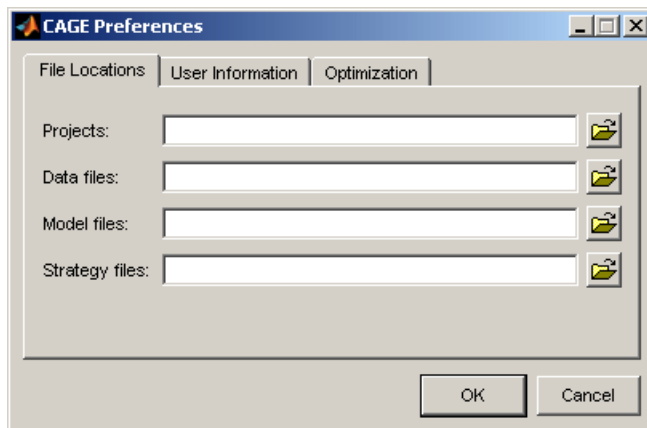 CAGE Preferences
File Locations User Information Optimization
Projects:
Data files:
Model files:
Strategy files:
OK Cancel